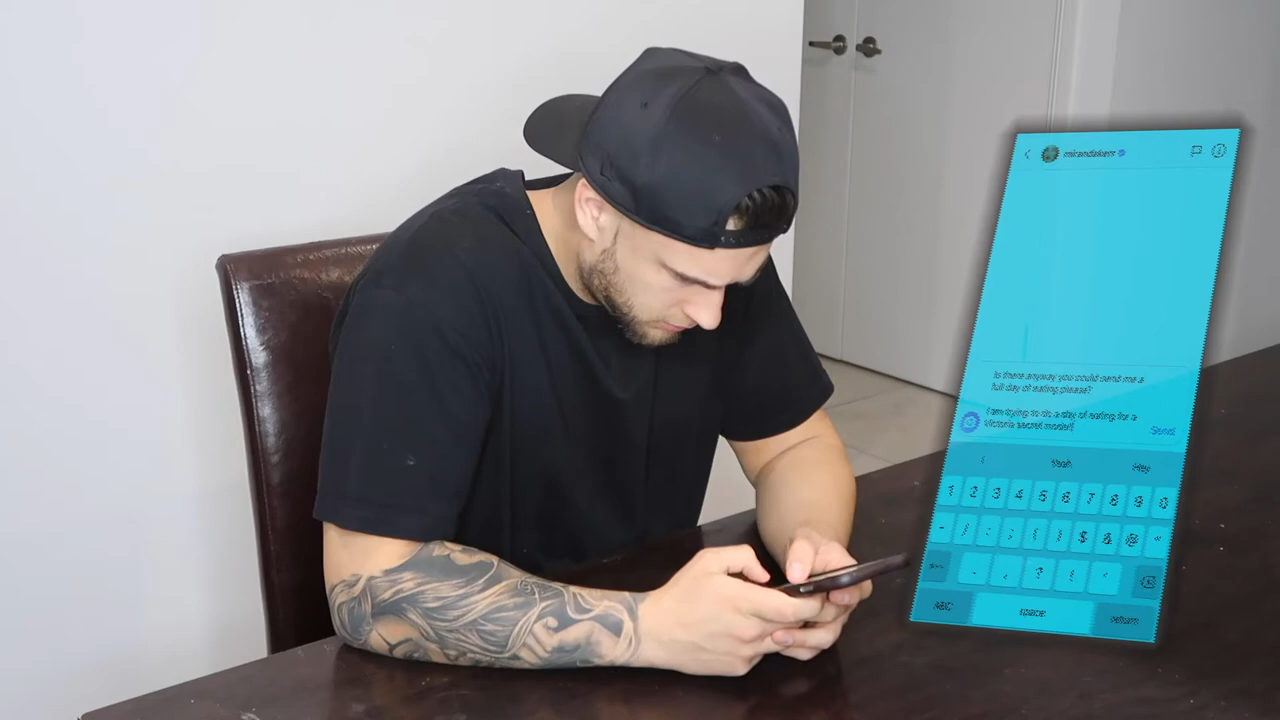 mirandakerr
Is there anyway you could send me a
full day of eating please?
I am trying to do a day of eating for a
Victoria secret model!
Send
I Yeah Hey
1 2 3 4 5 6 7 8 9 0
- / : ; ( ) $ & @ "
#+= . , ? ! '
ABC space return